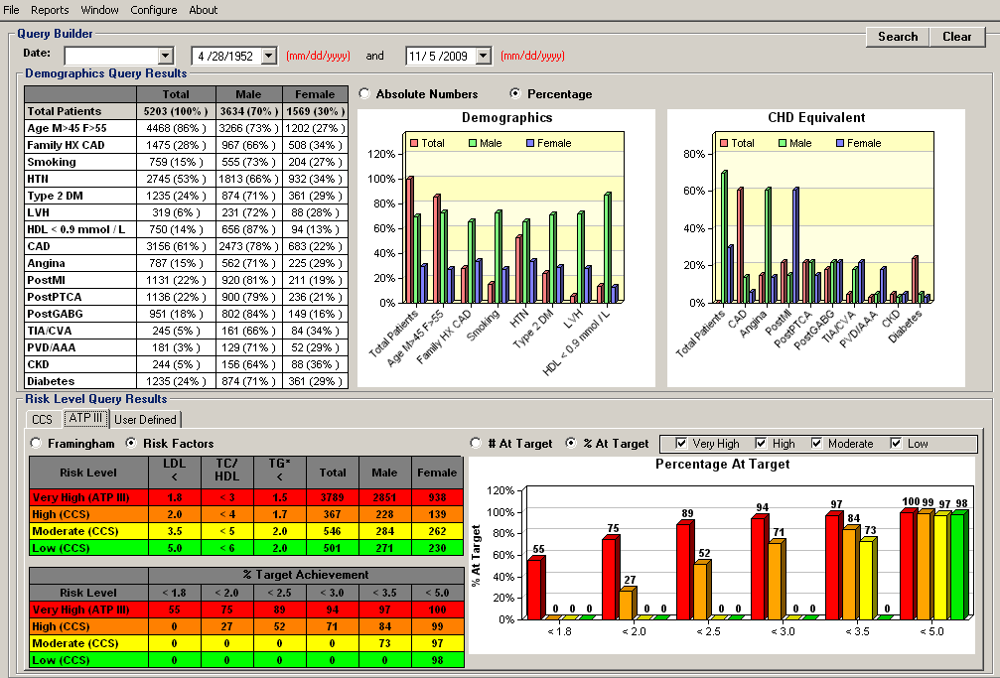 File Reports Window Configure About
Query Builder
Search Clear
Date: 4 /28/1952 (mm/dd/yyyy) and 11/ 5 /2009 (mm/dd/yyyy)
Demographics Query Results
Total Male Female
Total Patients 5203 (100% ) 3634 (70% ) 1569 (30% )
Age M>45 F>55 4468 (86% ) 3266 (73% ) 1202 (27% )
Family HX CAD 1475 (28% ) 967 (66% ) 508 (34% )
Smoking 759 (15% ) 555 (73% ) 204 (27% )
HTN 2745 (53% ) 1813 (66% ) 932 (34% )
Type 2 DM 1235 (24% ) 874 (71% ) 361 (29% )
LVH 319 (6% ) 231 (72% ) 88 (28% )
HDL < 0.9 mmol / L 750 (14% ) 656 (87% ) 94 (13% )
CAD 3156 (61% ) 2473 (78% ) 683 (22% )
Angina 787 (15% ) 562 (71% ) 225 (29% )
PostMI 1131 (22% ) 920 (81% ) 211 (19% )
PostPTCA 1136 (22% ) 900 (79% ) 236 (21% )
PostGABG 951 (18% ) 802 (84% ) 149 (16% )
TIA/CVA 245 (5% ) 161 (66% ) 84 (34% )
PVD/AAA 181 (3% ) 129 (71% ) 52 (29% )
CKD 244 (5% ) 156 (64% ) 88 (36% )
Diabetes 1235 (24% ) 874 (71% ) 361 (29% )
Absolute Numbers Percentage
Demographics
Total Male Female
120%
100%
80%
60%
40%
20%
0%
Total Patients
Age M>45 F>55
Family HX CAD
Smoking
HTN
Type 2 DM
LVH
HDL < 0.9 mmol / L
CHD Equivalent
Total Male Female
80%
60%
40%
20%
0%
Total Patients
CAD
Angina
PostMI
PostPTCA
PostGABG
TIA/CVA
PVD/AAA
CKD
Diabetes
Risk Level Query Results
CCS ATP III User Defined
Framingham Risk Factors
Risk Level LDL < TC/ HDL TG* < Total Male Female
Very High (ATP III) 1.8 < 3 1.5 3789 2851 938
High (CCS) 2.0 < 4 1.7 367 228 139
Moderate (CCS) 3.5 < 5 2.0 546 284 262
Low (CCS) 5.0 < 6 2.0 501 271 230
% Target Achievement
Risk Level < 1.8 < 2.0 < 2.5 < 3.0 < 3.5 < 5.0
Very High (ATP III) 55 75 89 94 97 100
High (CCS) 0 27 52 71 84 99
Moderate (CCS) 0 0 0 0 73 97
Low (CCS) 0 0 0 0 0 98
# At Target % At Target Very High High Moderate Low
Percentage At Target
% At Target
120%
100%
80%
60%
40%
20%
0%
55 0 0 0
75 27 0 0
89 52 0 0
94 71 0 0
97 84 73 0
100 99 97 98
< 1.8 < 2.0 < 2.5 < 3.0 < 3.5 < 5.0